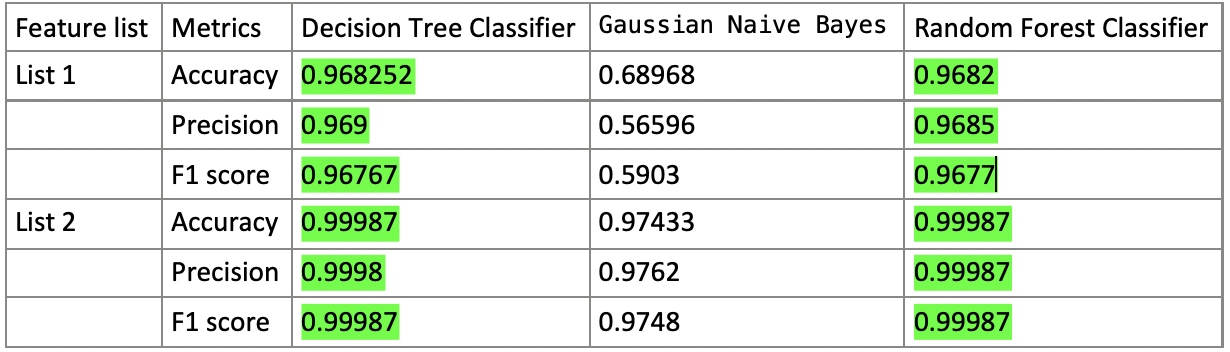 Feature list Metrics Decision Tree Classifier Gaussian Naive Bayes Random Forest Classifier
List 1 Accuracy 0.968252 0.68968 0.9682
Precision 0.969 0.56596 0.9685
F1 score 0.96767 0.5903 0.9677
List 2 Accuracy 0.99987 0.97433 0.99987
Precision 0.9998 0.9762 0.99987
F1 score 0.99987 0.9748 0.99987